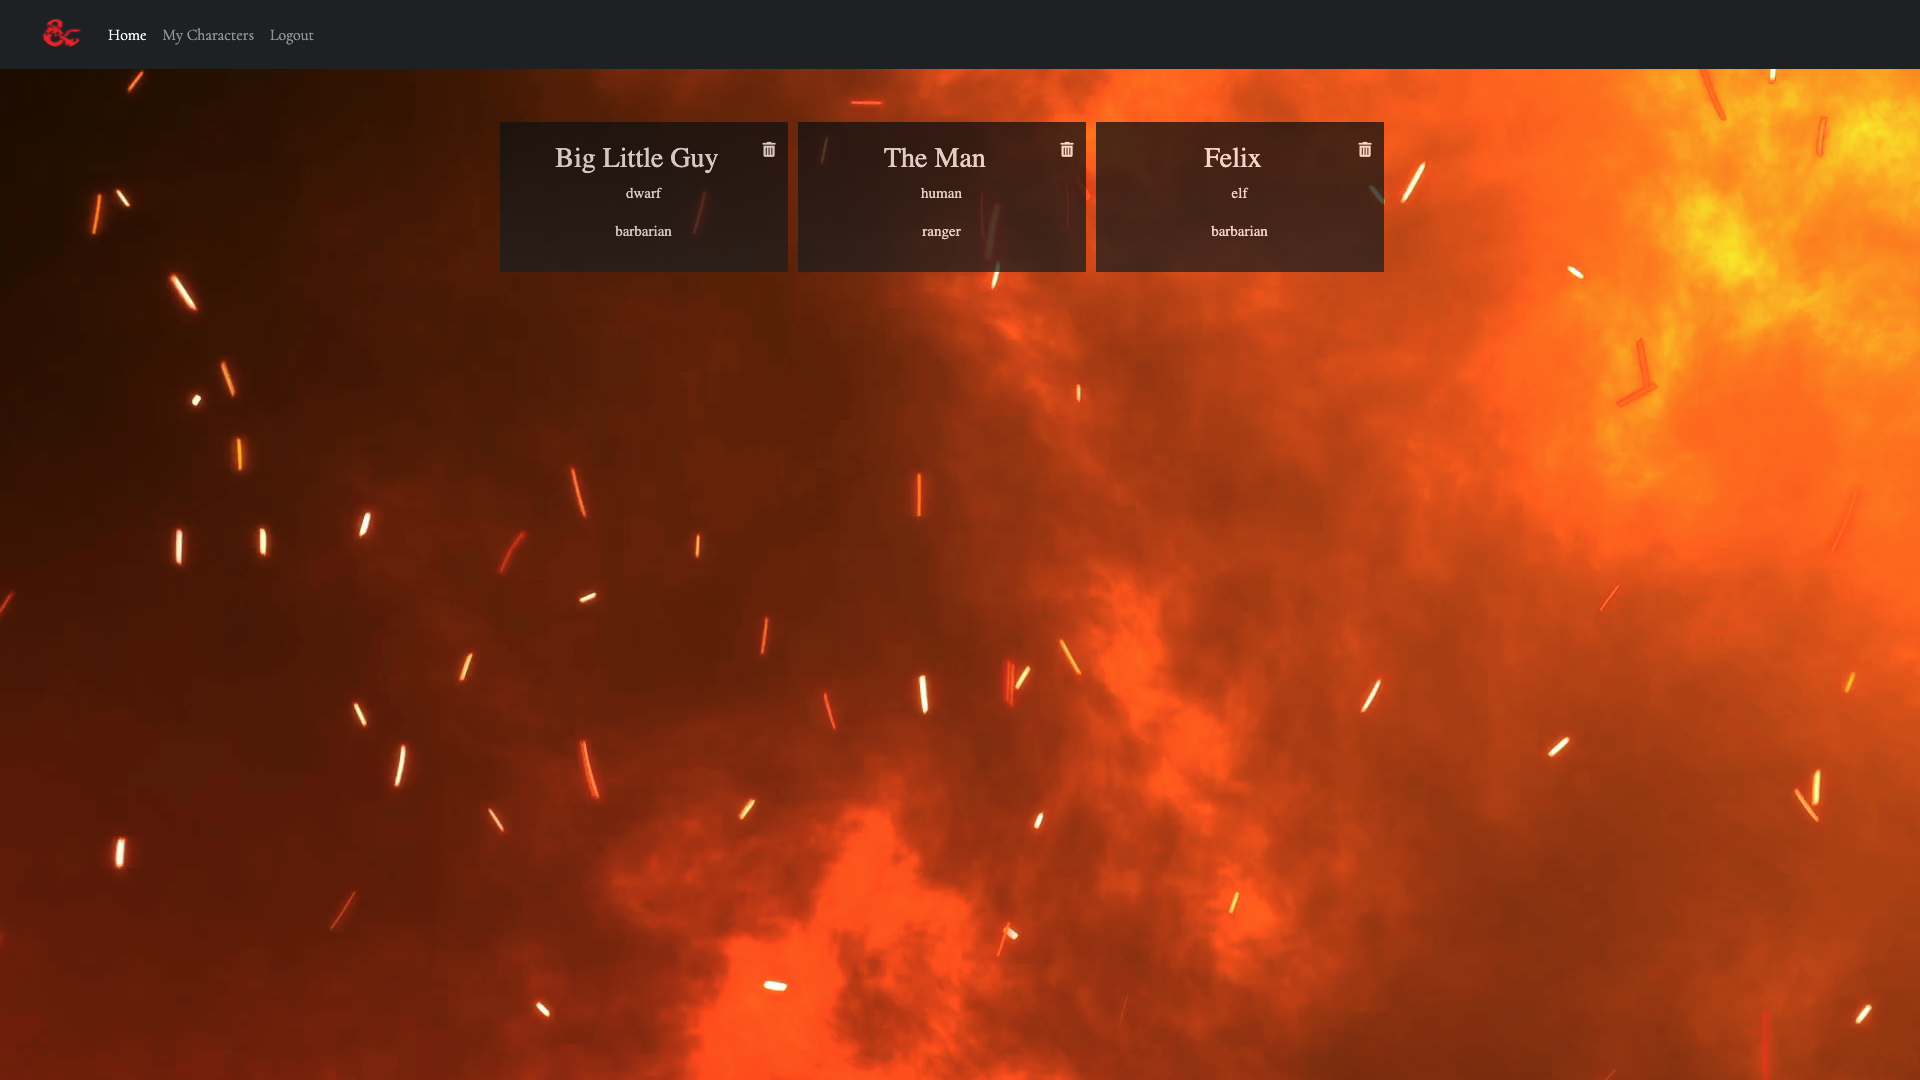 Home My Characters Logout
Big Little Guy
dwarf
barbarian
The Man
human
ranger
Felix
elf
barbarian